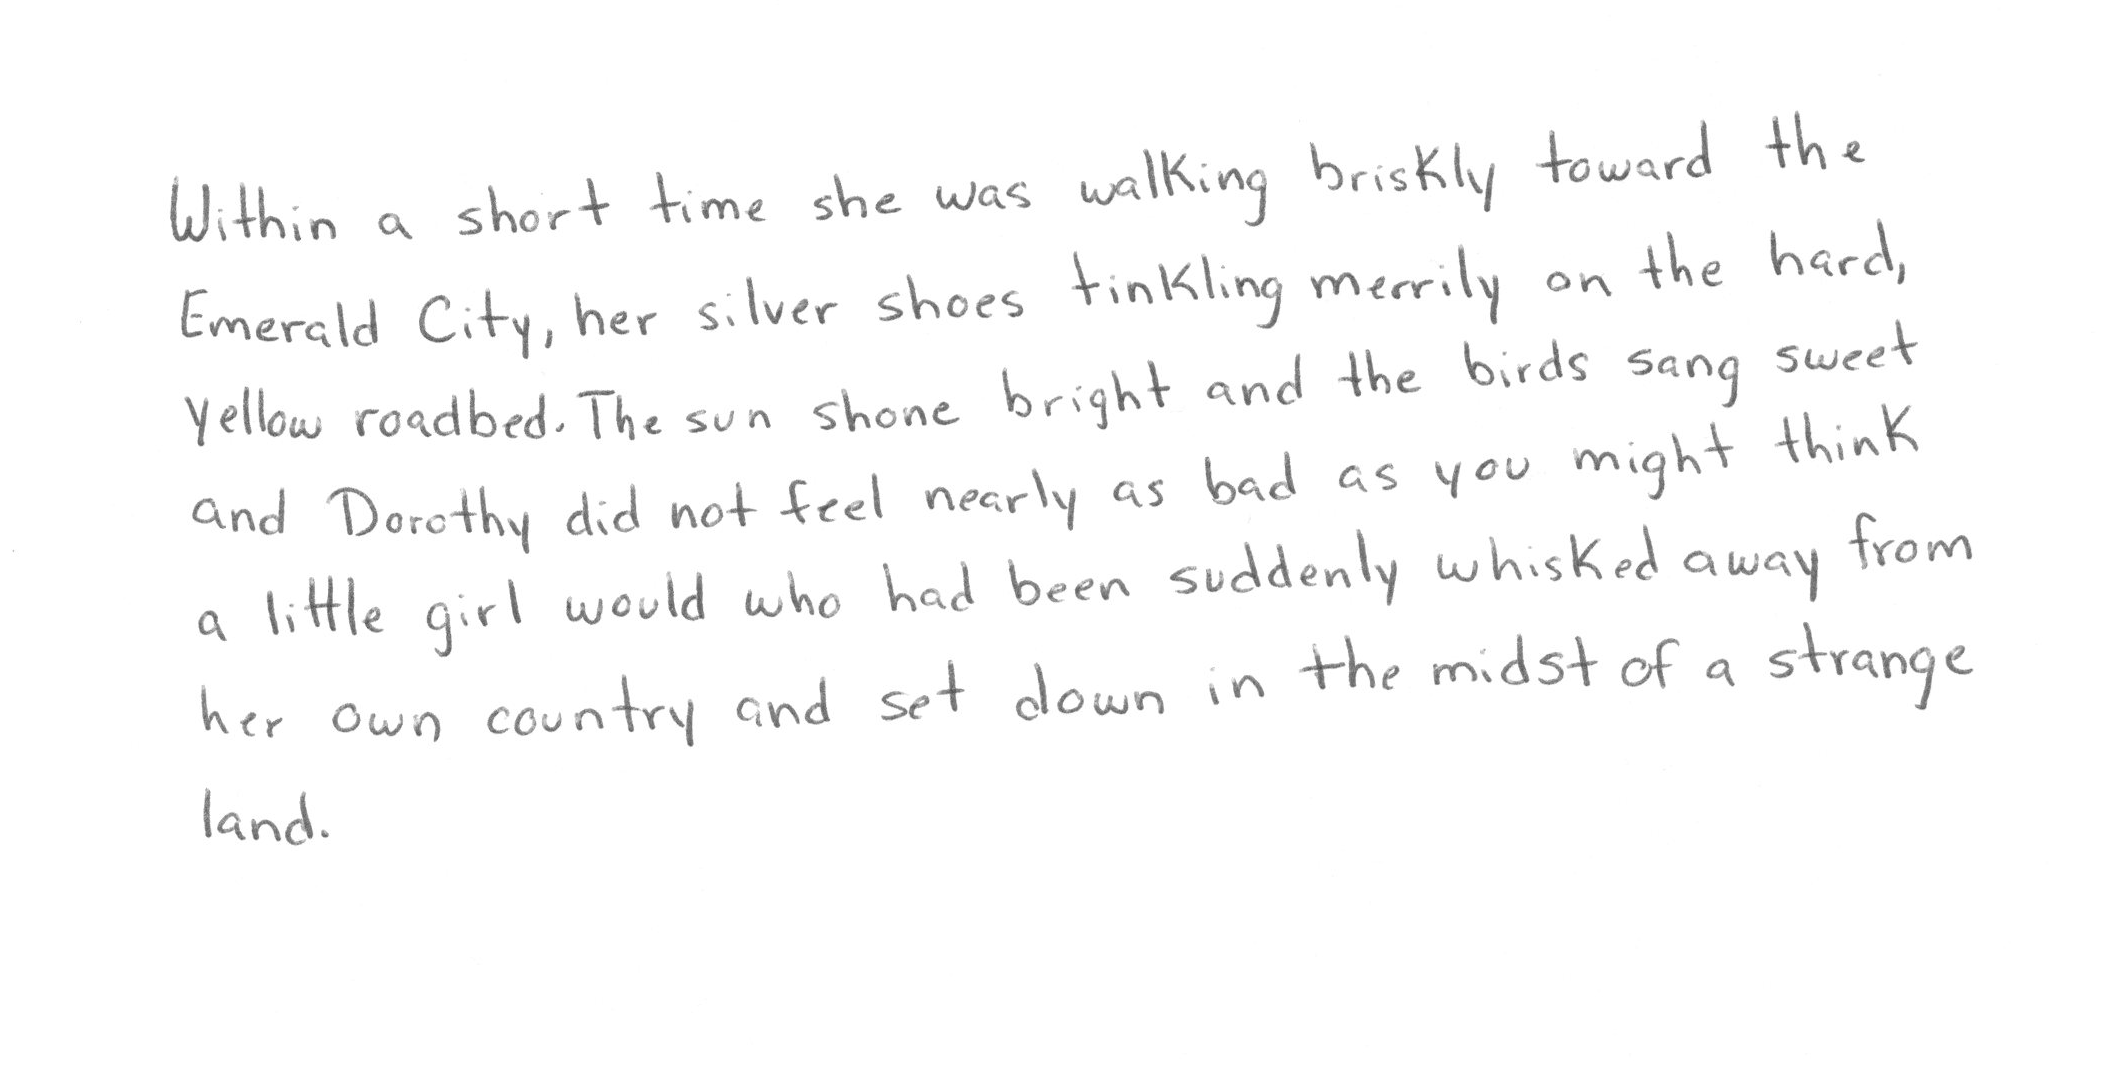 Within a short time she was walking briskly toward the
Emerald City, her silver shoes tinkling merrily on the hard,
yellow roadbed. The sun shone bright and the birds sang sweet
and Dorothy did not feel nearly as bad as you might think
a little girl would who had been suddenly whisked away from
her own country and set down in the midst of a strange
land.